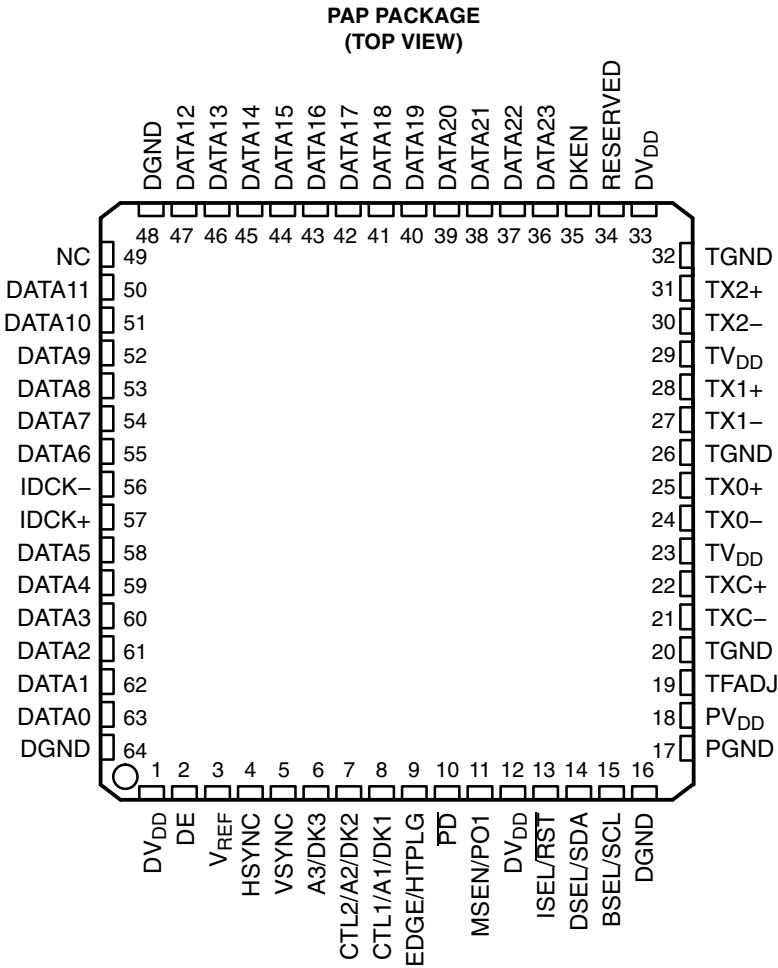 PAP PACKAGE
(TOP VIEW)
DGND
DATA12
DATA13
DATA14
DATA15
DATA16
DATA17
DATA18
DATA19
DATA20
DATA21
DATA22
DATA23
DKEN
RESERVED
DVDD
48 47 46 45 44 43 42 41 40 39 38 37 36 35 34 33
NC 49
DATA11 50
DATA10 51
DATA9 52
DATA8 53
DATA7 54
DATA6 55
IDCK− 56
IDCK+ 57
DATA5 58
DATA4 59
DATA3 60
DATA2 61
DATA1 62
DATA0 63
DGND 64
32 TGND
31 TX2+
30 TX2−
29 TVDD
28 TX1+
27 TX1−
26 TGND
25 TX0+
24 TX0−
23 TVDD
22 TXC+
21 TXC−
20 TGND
19 TFADJ
18 PVDD
17 PGND
1 2 3 4 5 6 7 8 9 10 11 12 13 14 15 16
DVDD
DE
VREF
HSYNC
VSYNC
A3/DK3
CTL2/A2/DK2
CTL1/A1/DK1
EDGE/HTPLG
PD
MSEN/PO1
DVDD
ISEL/RST
DSEL/SDA
BSEL/SCL
DGND